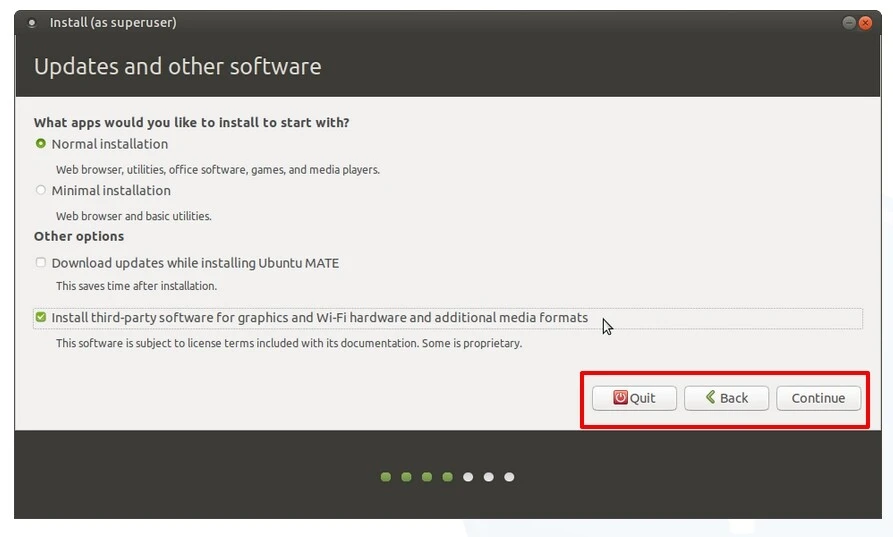 Install (as superuser)
Updates and other software
What apps would you like to install to start with?
Normal installation
Web browser, utilities, office software, games, and media players.
Minimal installation
Web browser and basic utilities.
Other options
Download updates while installing Ubuntu MATE
This saves time after installation.
Install third-party software for graphics and Wi-Fi hardware and additional media formats
This software is subject to license terms included with its documentation. Some is proprietary.
Quit Back Continue